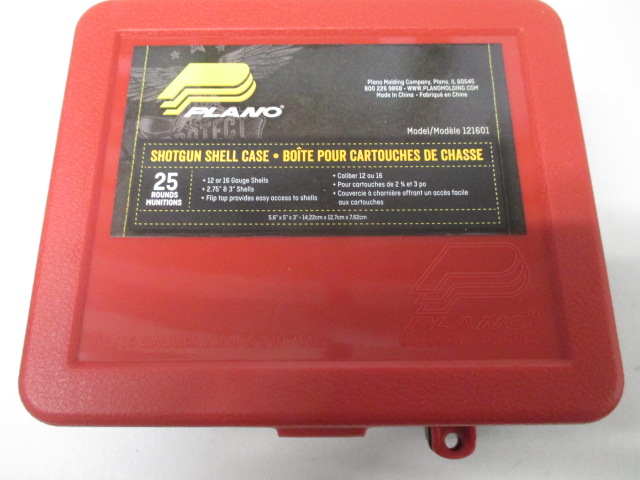 PLANO®
Plano Molding Company, Plano, IL 60545
800 226 9868 • WWW.PLANOMOLDING.COM
Made In China • Fabriqué en Chine
Model/Modèle 121601
SHOTGUN SHELL CASE • BOÎTE POUR CARTOUCHES DE CHASSE
25
ROUNDS
MUNITIONS
• 12 or 16 Gauge Shells
• 2.75" & 3" Shells
• Flip top provides easy access to shells
• Caliber 12 ou 16
• Pour cartouches de 2 ¾ et 3 po
• Couvercle à charnière offrant un accès facile
aux cartouches
5.6" x 5" x 3" - 14,22cm x 12,7cm x 7,62cm
PLANO